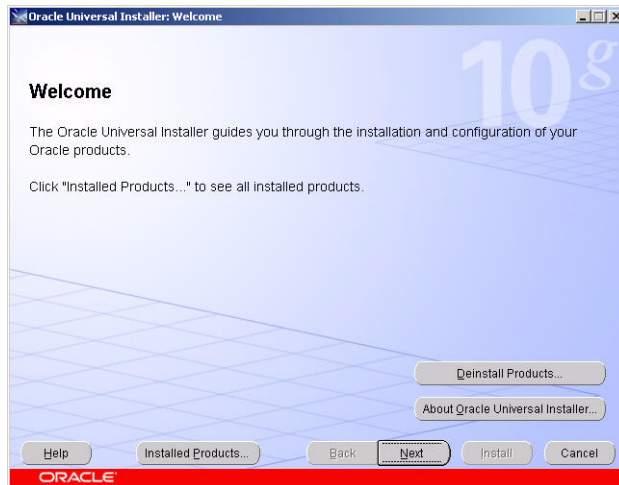 Oracle Universal Installer: Welcome
10g
Welcome
The Oracle Universal Installer guides you through the installation and configuration of your
Oracle products.
Click "Installed Products..." to see all installed products.
Deinstall Products...
About Oracle Universal Installer...
Help Installed Products... Back Next Install Cancel
ORACLE